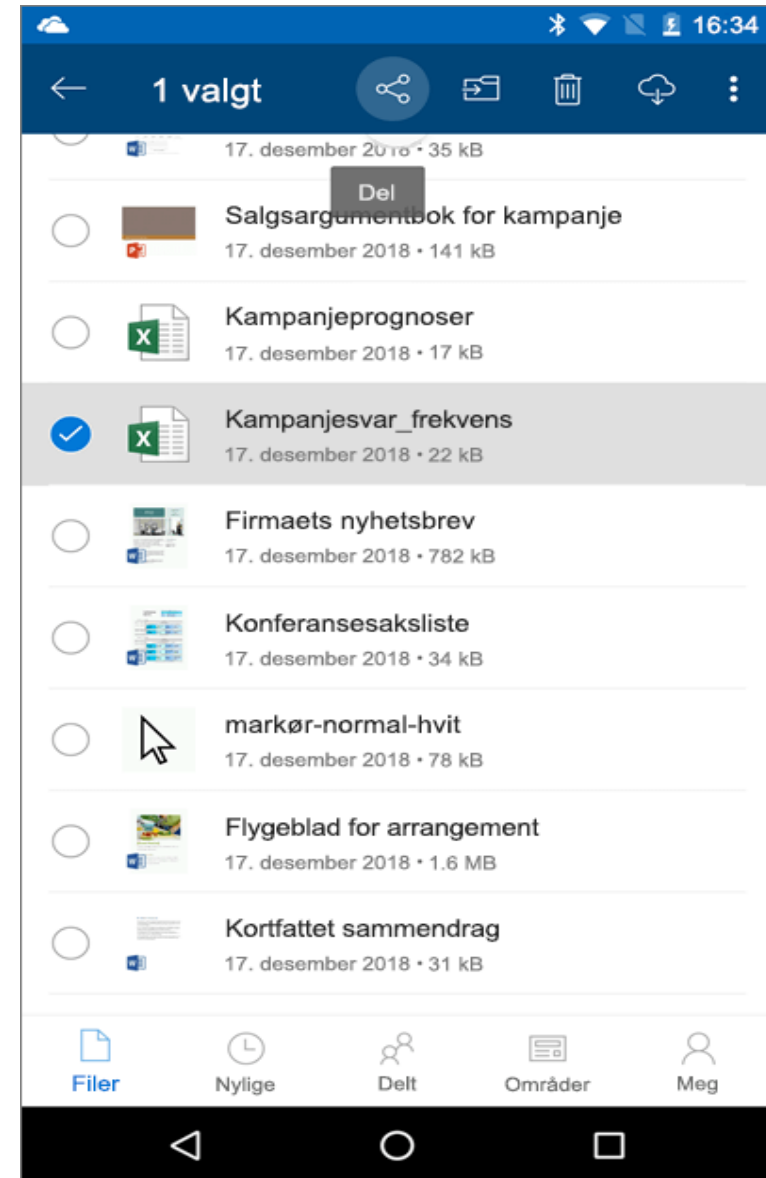 16:34
1 valgt
17. desember 2018 • 35 kB
Del
Salgsargumentbok for kampanje
17. desember 2018 • 141 kB
Kampanjeprognoser
17. desember 2018 • 17 kB
Kampanjesvar_frekvens
17. desember 2018 • 22 kB
Firmaets nyhetsbrev
17. desember 2018 • 782 kB
Konferansesaksliste
17. desember 2018 • 34 kB
markør-normal-hvit
17. desember 2018 • 78 kB
Flygeblad for arrangement
17. desember 2018 • 1.6 MB
Kortfattet sammendrag
17. desember 2018 • 31 kB
Filer
Nylige
Delt
Områder
Meg